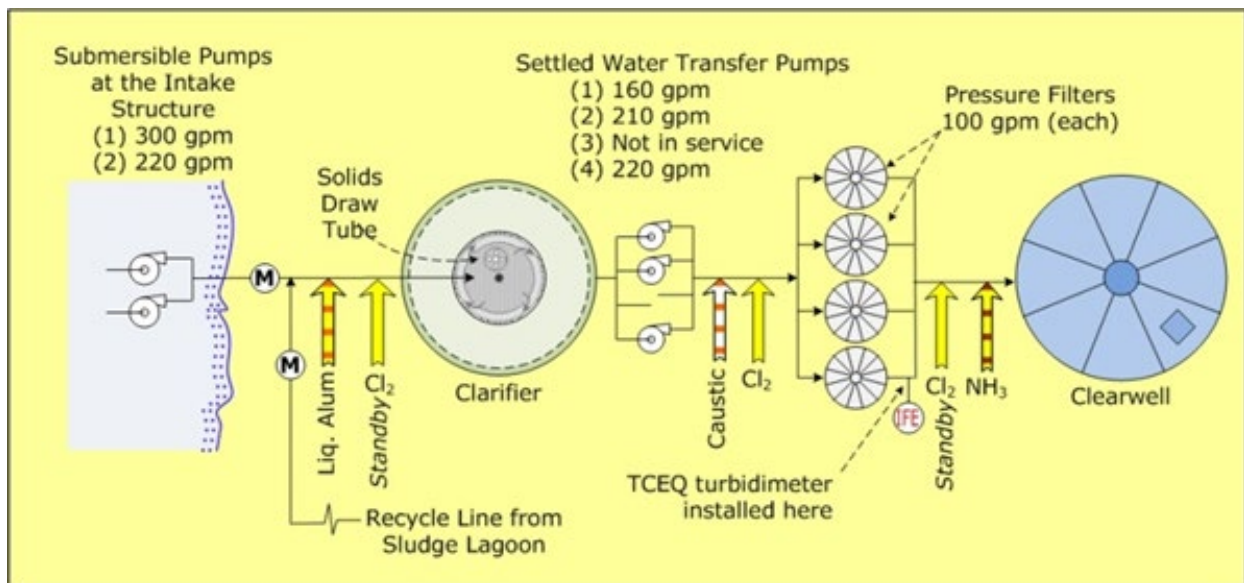 Submersible Pumps
at the Intake
Structure
(1) 300 gpm
(2) 220 gpm
Solids
Draw
Tube
Settled Water Transfer Pumps
(1) 160 gpm
(2) 210 gpm
(3) Not in service
(4) 220 gpm
Pressure Filters
100 gpm (each)
M
M
Liq. Alum
Cl₂
Standby
Clarifier
Caustic
Cl₂
IFE
Cl₂
Standby
NH₃
Clearwell
TCEQ turbidimeter
installed here
Recycle Line from
Sludge Lagoon